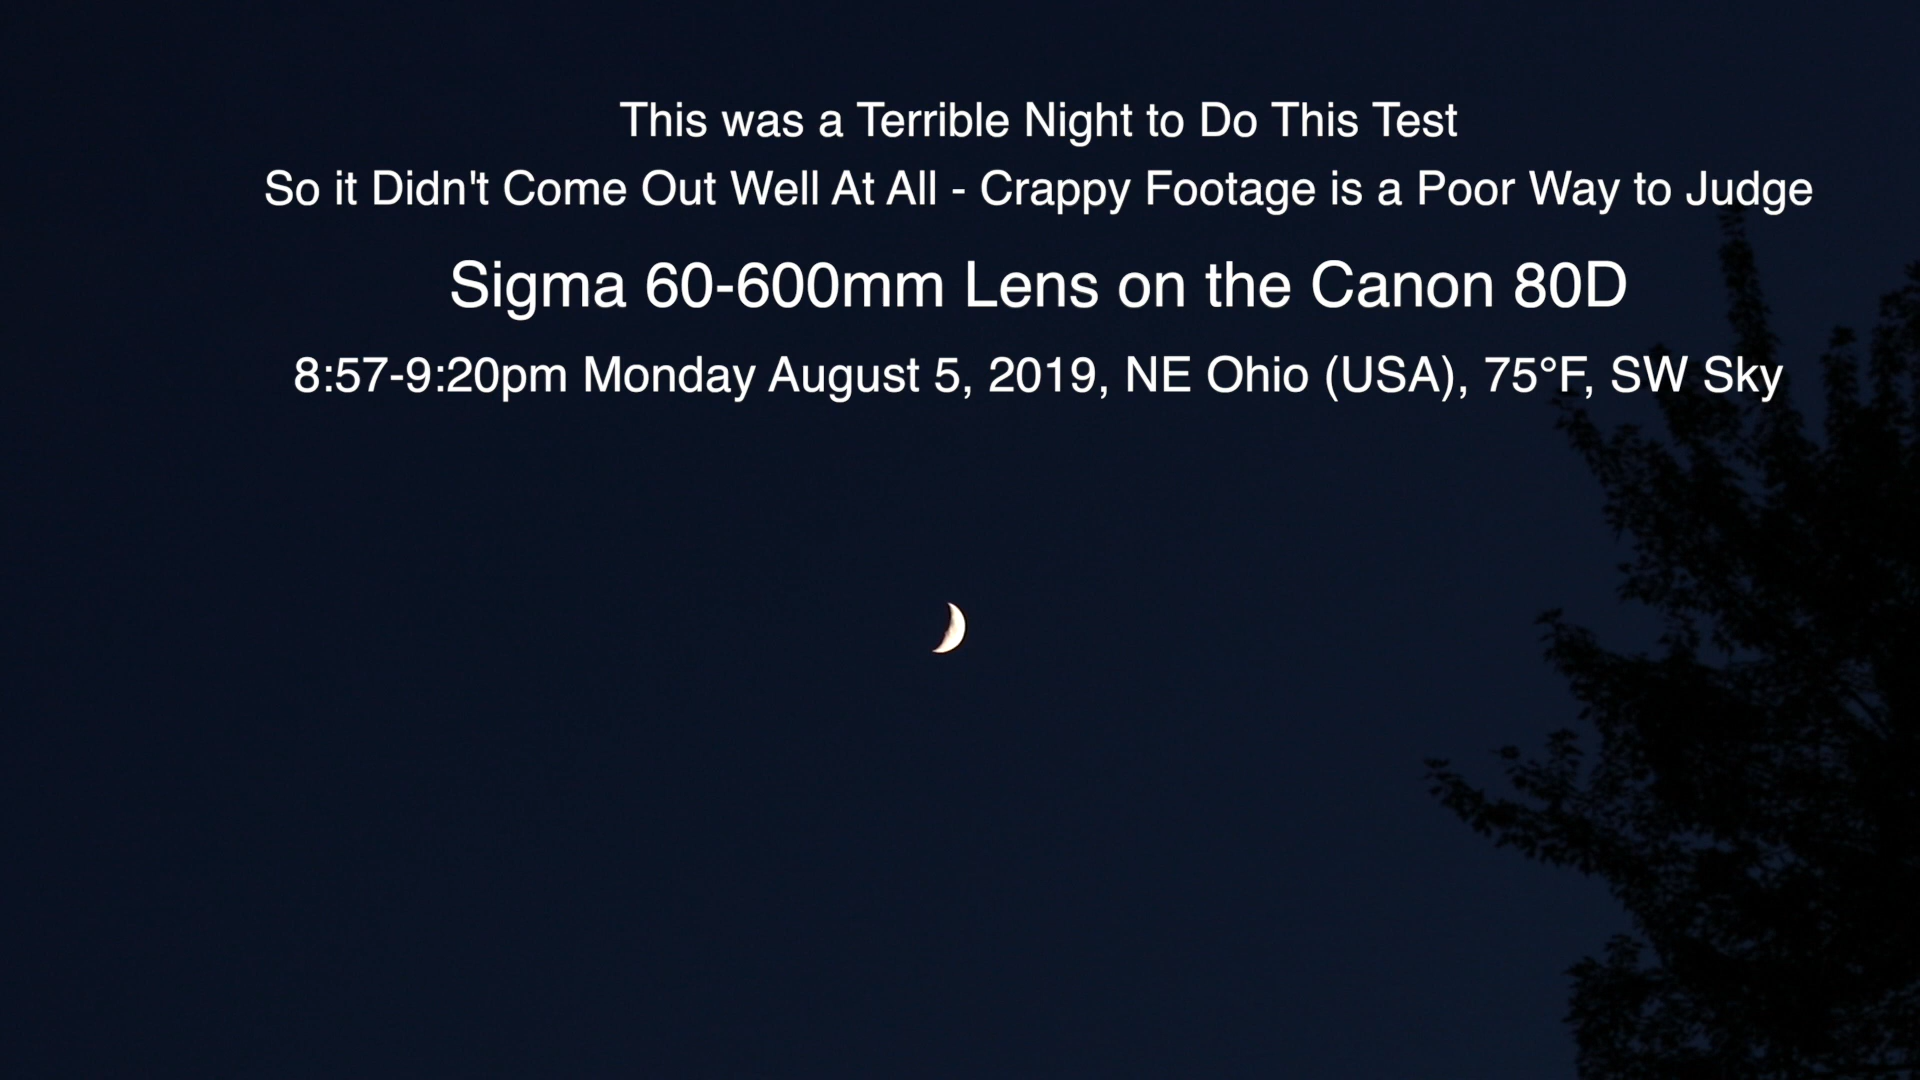 This was a Terrible Night to Do This Test
So it Didn't Come Out Well At All - Crappy Footage is a Poor Way to Judge
Sigma 60-600mm Lens on the Canon 80D
8:57-9:20pm Monday August 5, 2019, NE Ohio (USA), 75°F, SW Sky